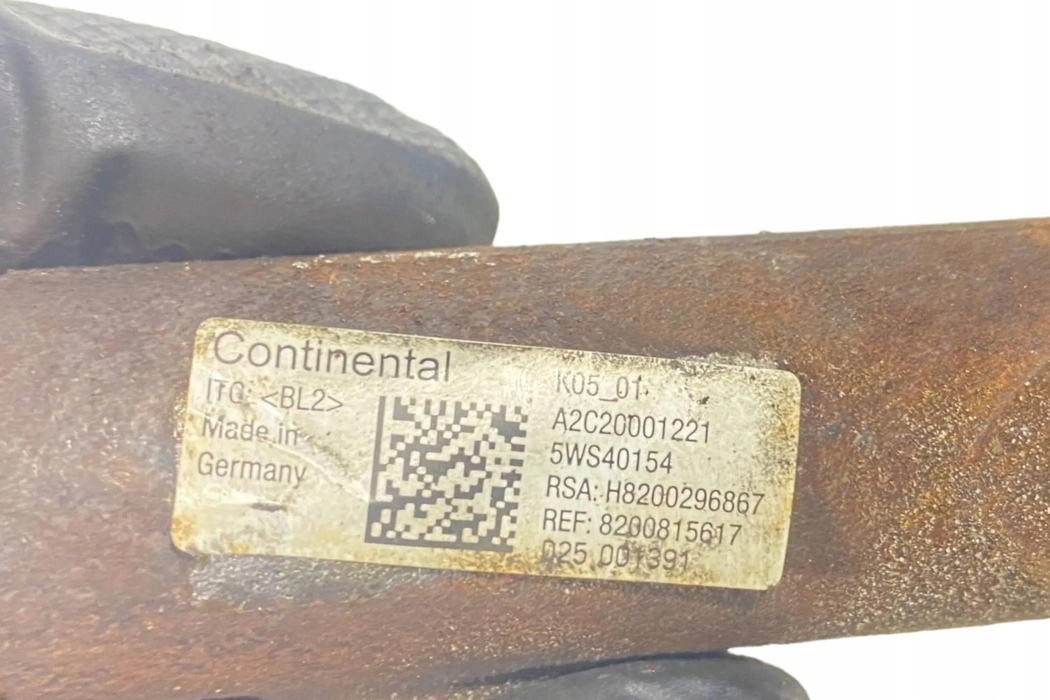 Continental
ITG: <BL2>
Made in
Germany
K05_01
A2C20001221
5WS40154
RSA: H8200296867
REF: 8200815617
025 001391